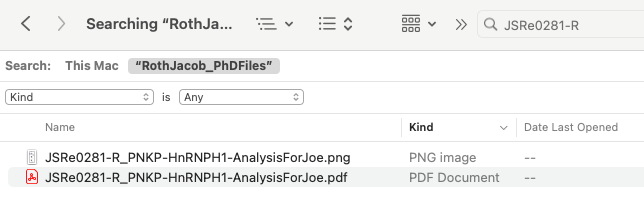 Searching “RothJa...
JSRe0281-R
Search: This Mac “RothJacob_PhDFiles”
Kind is Any
Name Kind Date Last Opened
JSRe0281-R_PNKP-HnRNPH1-AnalysisForJoe.png PNG image --
JSRe0281-R_PNKP-HnRNPH1-AnalysisForJoe.pdf PDF Document --